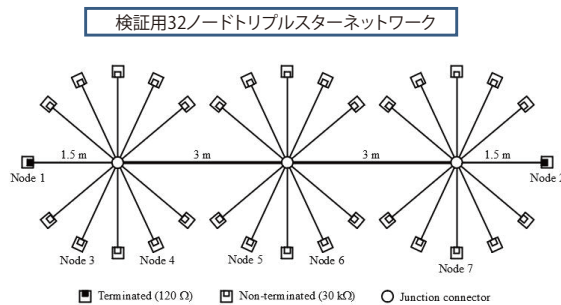 検証用32ノードトリプルスターネットワーク
1.5 m
3 m
3 m
1.5 m
Node 1
Node 2
Node 3
Node 4
Node 5
Node 6
Node 7
Terminated (120 Ω)
Non-terminated (30 kΩ)
Junction connector